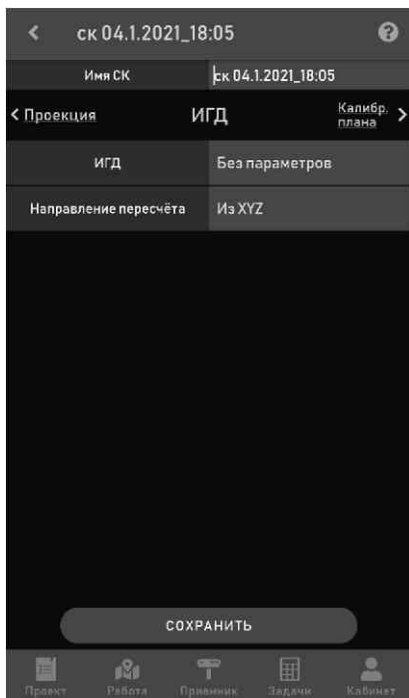 < ск 04.1.2021_18:05 ?
Имя СК ск 04.1.2021_18:05
< Проекция ИГД Калибр. плана >
ИГД Без параметров
Направление пересчёта Из XYZ
СОХРАНИТЬ
Проект Работа Приемник Задачи Кабинет